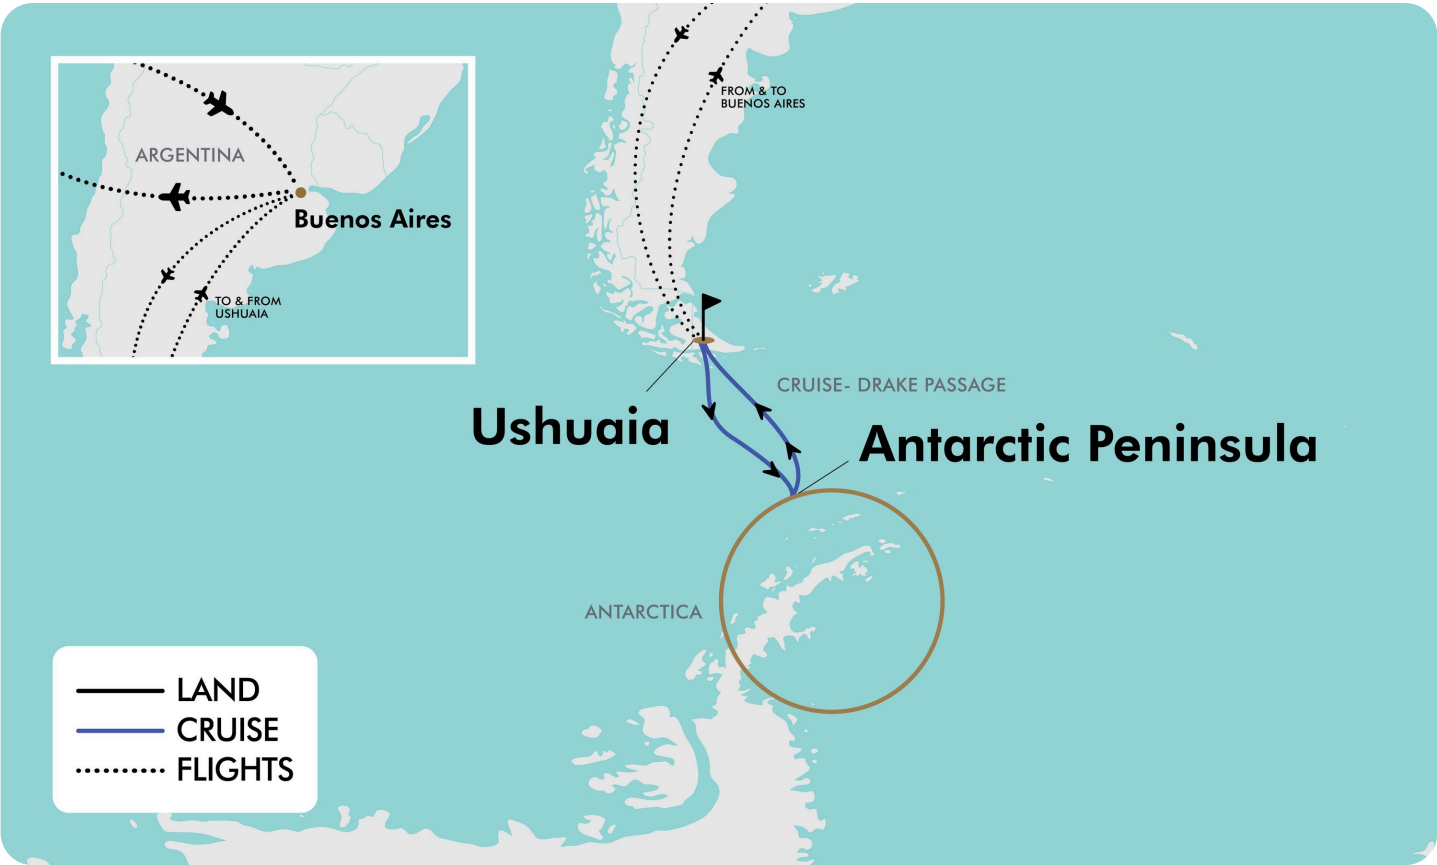 FROM & TO
BUENOS AIRES
ARGENTINA
Buenos Aires
TO & FROM
USHUAIA
CRUISE- DRAKE PASSAGE
Ushuaia
Antarctic Peninsula
ANTARCTICA
LAND
CRUISE
FLIGHTS